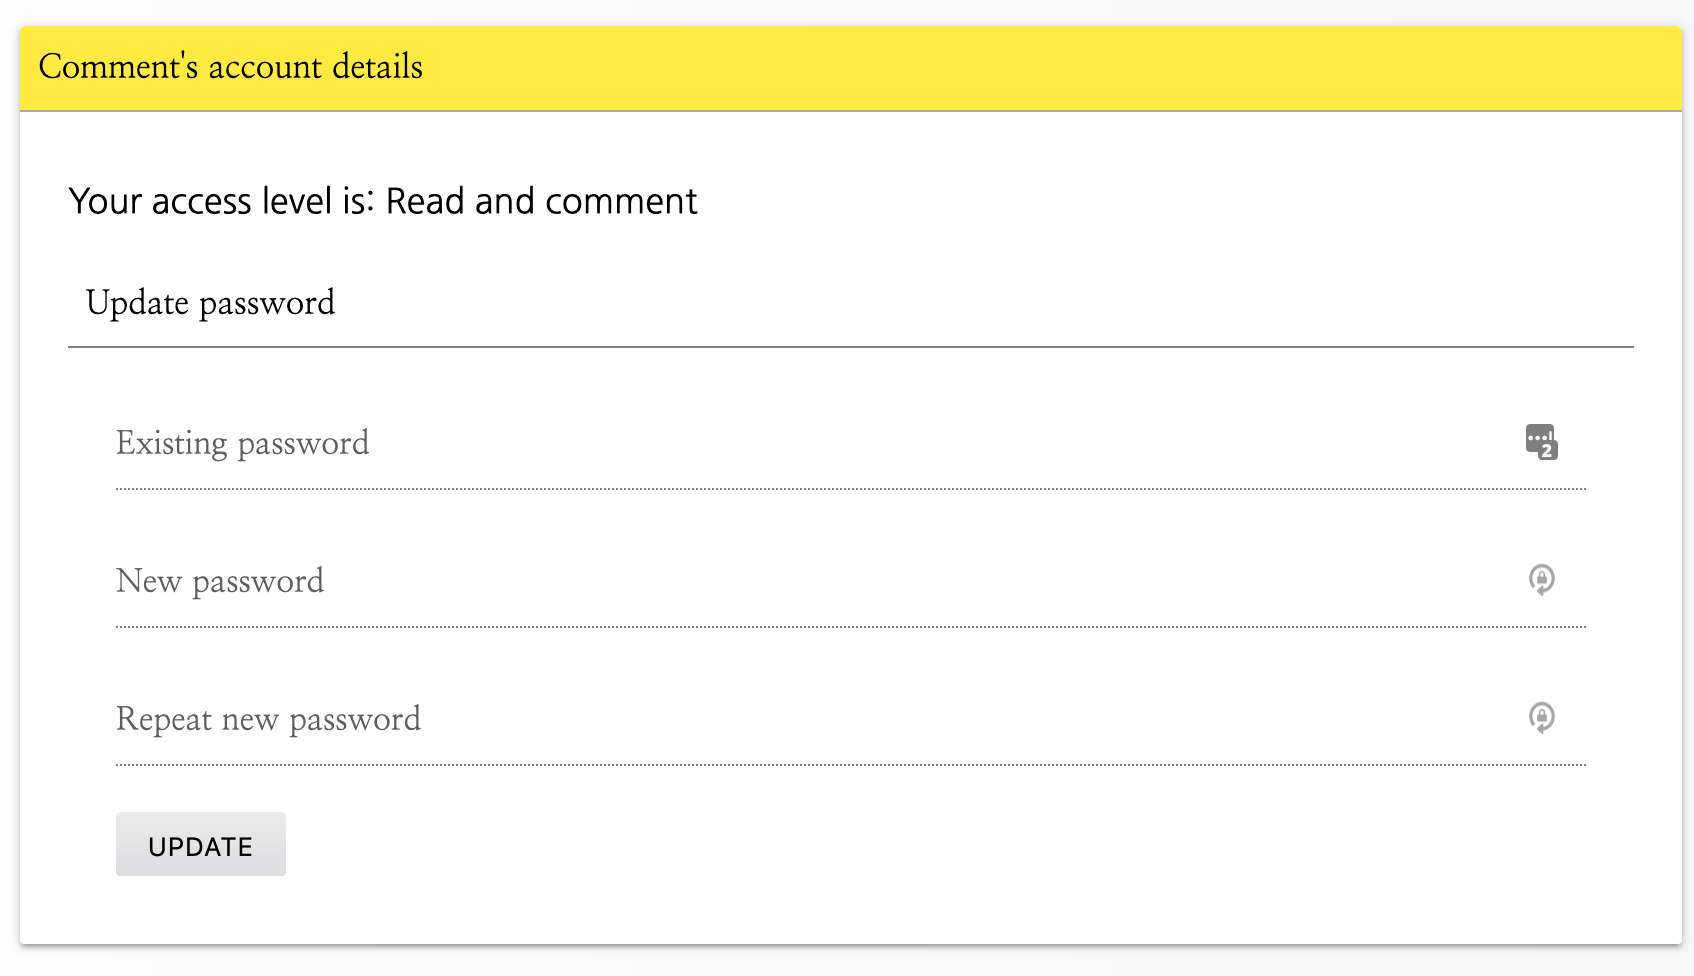 Comment's account details
Your access level is: Read and comment
Update password
Existing password
2
New password
Repeat new password
UPDATE